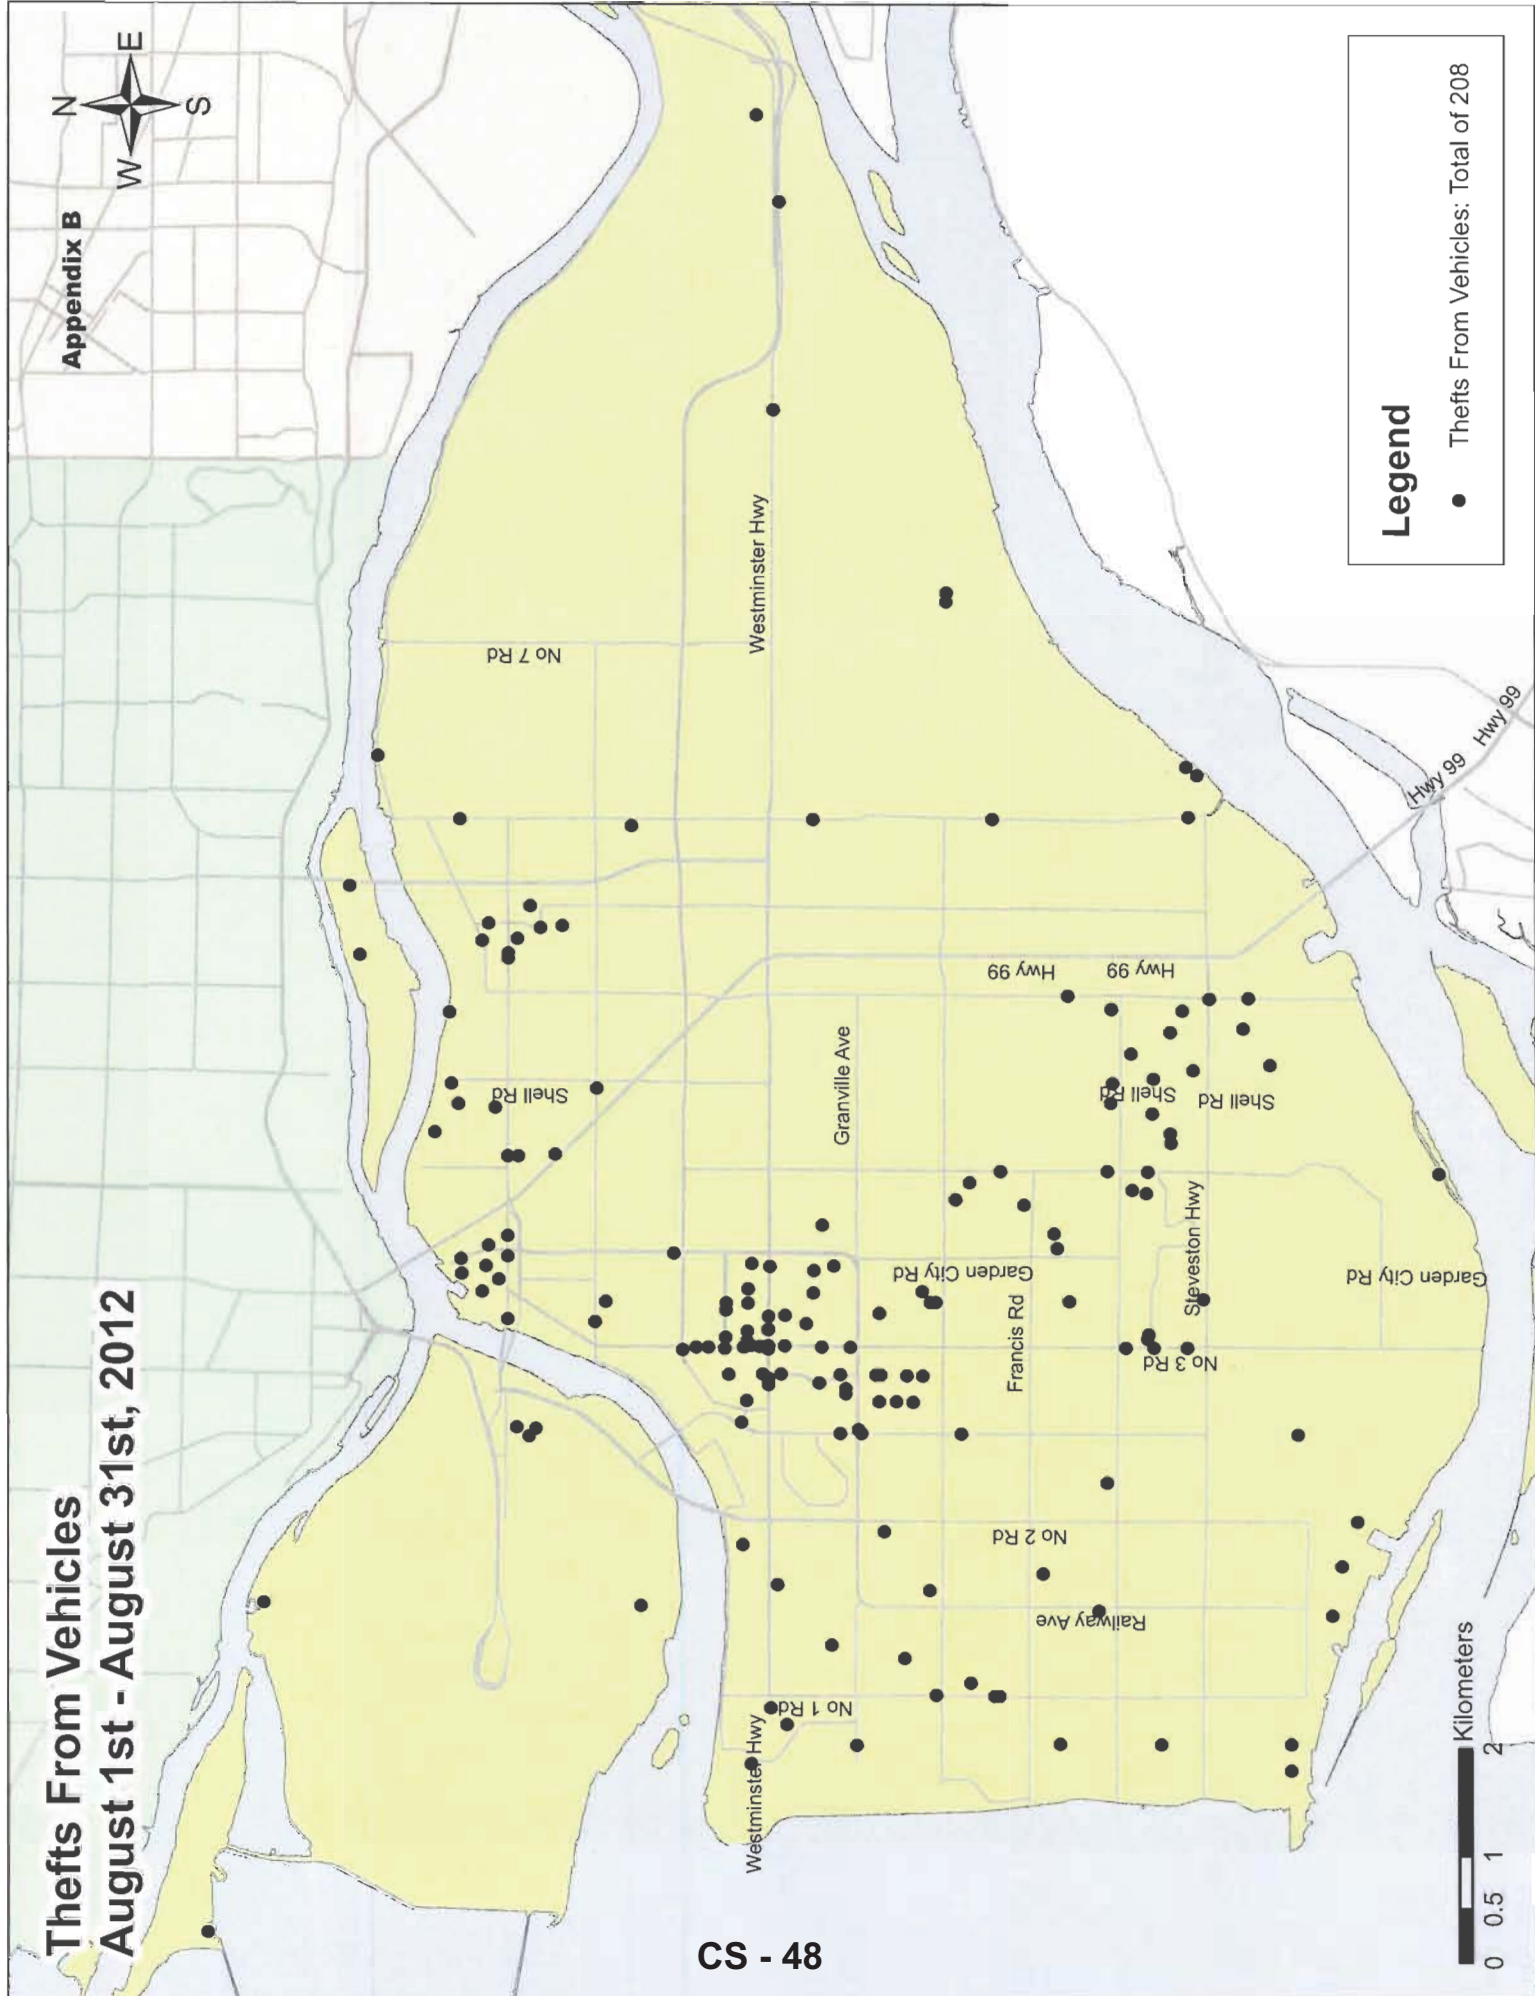 Thefts From Vehicles
August 1st - August 31st, 2012
Appendix B
N
W
E
S
No 7 Rd
Westminster Hwy
Shell Rd
Hwy 99
Hwy 99
Granville Ave
Shell Rd
Shell Rd
Hwy 99
Hwy 99
Garden City Rd
Francis Rd
Steveston Hwy
Garden City Rd
No 3 Rd
No 2 Rd
Railway Ave
No 1 Rd
Westminster Hwy
Legend
Thefts From Vehicles: Total of 208
Kilometers
0 0.5 1 2
CS - 48